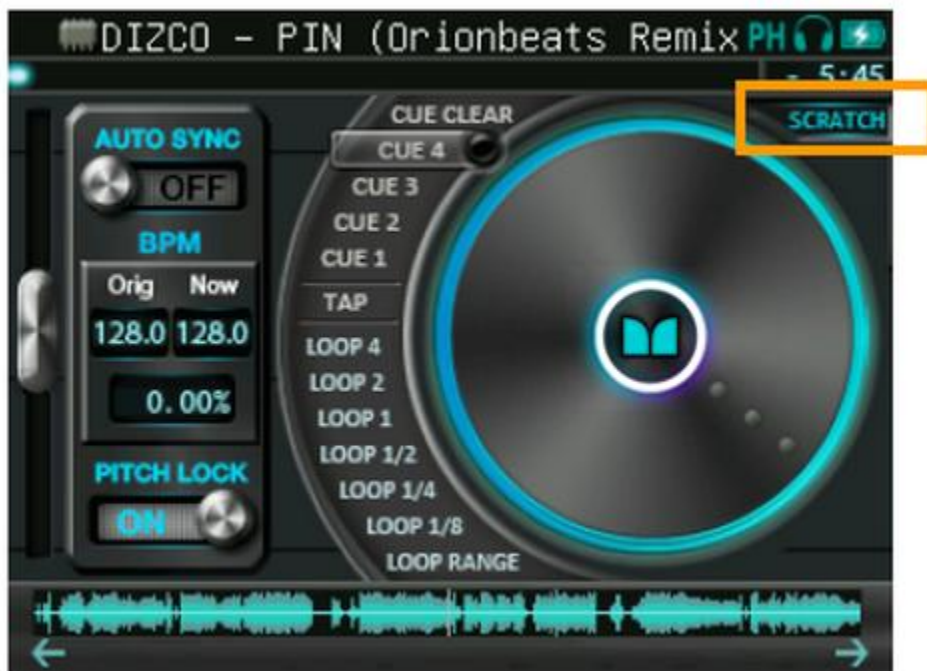 DIZCO - PIN (Orionbeats Remix PH
- 5:45
SCRATCH
AUTO SYNC
OFF
BPM
Orig Now
128.0 128.0
0.00%
PITCH LOCK
ON
CUE CLEAR
CUE 4
CUE 3
CUE 2
CUE 1
TAP
LOOP 4
LOOP 2
LOOP 1
LOOP 1/2
LOOP 1/4
LOOP 1/8
LOOP RANGE